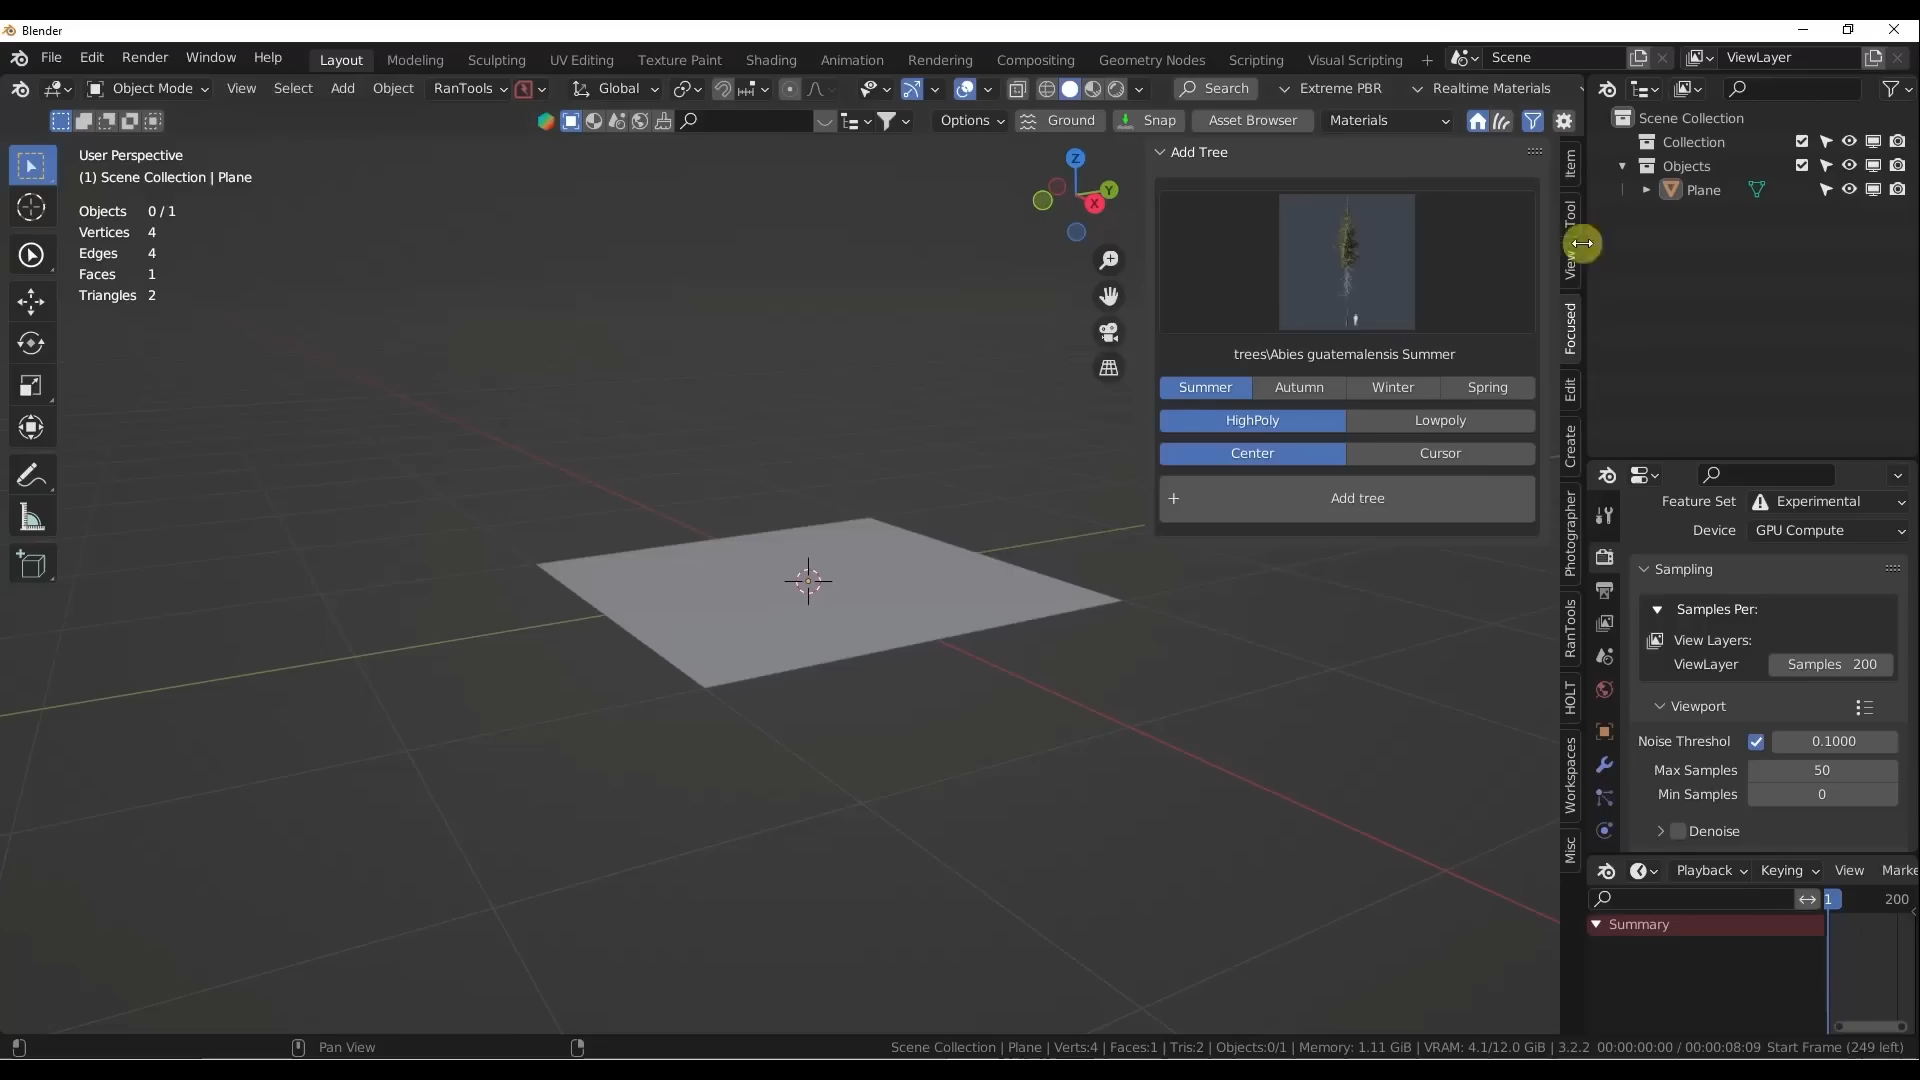 Blender
File Edit Render Window Help Layout Modeling Sculpting UV Editing Texture Paint Shading Animation Rendering Compositing Geometry Nodes Scripting Visual Scripting + Scene ViewLayer
Object Mode View Select Add Object RanTools Global Search Extreme PBR Realtime Materials
Options Ground Snap Asset Browser Materials
User Perspective
(1) Scene Collection | Plane
Objects 0 / 1
Vertices 4
Edges 4
Faces 1
Triangles 2
Z
Y
X
Add Tree
trees\Abies guatemalensis Summer
Summer Autumn Winter Spring
HighPoly Lowpoly
Center Cursor
+ Add tree
Item
Tool
View
Focused
Edit
Create
Photographer
RanTools
HOLT
Workspaces
Misc
Scene Collection
Collection
Objects
Plane
Feature Set Experimental
Device GPU Compute
Sampling
Samples Per:
View Layers:
ViewLayer Samples 200
Viewport
Noise Threshol 0.1000
Max Samples 50
Min Samples 0
Denoise
Playback Keying View Marke
1 200
Summary
Pan View
Scene Collection | Plane | Verts:4 | Faces:1 | Tris:2 | Objects:0/1 | Memory: 1.11 GiB | VRAM: 4.1/12.0 GiB | 3.2.2 00:00:00:00 / 00:00:08:09 Start Frame (249 left)